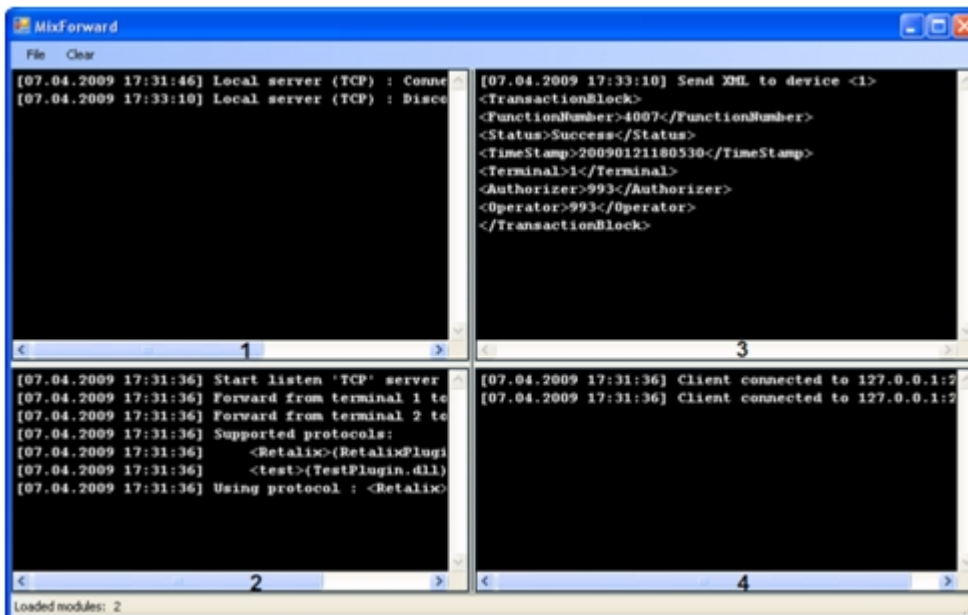 MixForward
File Clear
[07.04.2009 17:31:46] Local server (TCP) : Conne
[07.04.2009 17:33:10] Local server (TCP) : Disco
1
[07.04.2009 17:33:10] Send XML to device <1>
<TransactionBlock>
<FunctionNumber>4007</FunctionNumber>
<Status>Success</Status>
<TimeStamp>20090121180530</TimeStamp>
<Terminal>1</Terminal>
<Authorizer>993</Authorizer>
<Operator>993</Operator>
</TransactionBlock>
3
[07.04.2009 17:31:36] Start listen 'TCP' server
[07.04.2009 17:31:36] Forward from terminal 1 to
[07.04.2009 17:31:36] Forward from terminal 2 to
[07.04.2009 17:31:36] Supported protocols:
[07.04.2009 17:31:36] <Retalix>(RetalixPlugi
[07.04.2009 17:31:36] <test>(TestPlugin.dll)
[07.04.2009 17:31:36] Using protocol : <Retalix>
2
[07.04.2009 17:31:36] Client connected to 127.0.0.1:2
[07.04.2009 17:31:36] Client connected to 127.0.0.1:2
4
Loaded modules: 2